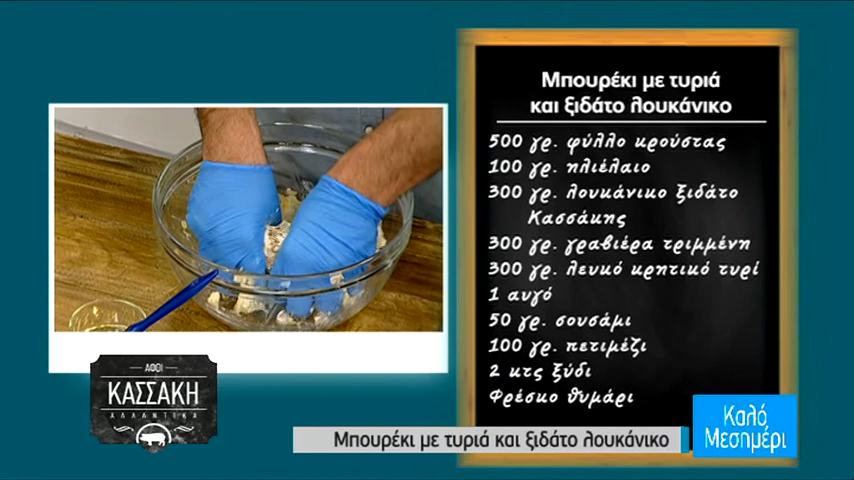 Μπουρέκι με τυριά
και ξιδάτο λουκάνικο
500 γρ. φύλλο κρούστας
100 γρ. ηλιέλαιο
300 γρ. λουκάνικο ξιδάτο
Κασσάκης
300 γρ. γραβιέρα τριμμένη
300 γρ. λευκό κρητικό τυρί
1 αυγό
50 γρ. σουσάμι
100 γρ. πετιμέζι
2 κτς ξύδι
Φρέσκο θυμάρι
ΑΦΟΙ
ΚΑΣΣΑΚΗ
ΑΛΛΑΝΤΙΚΑ
Μπουρέκι με τυριά και ξιδάτο λουκάνικο
Καλό
Μεσημέρι